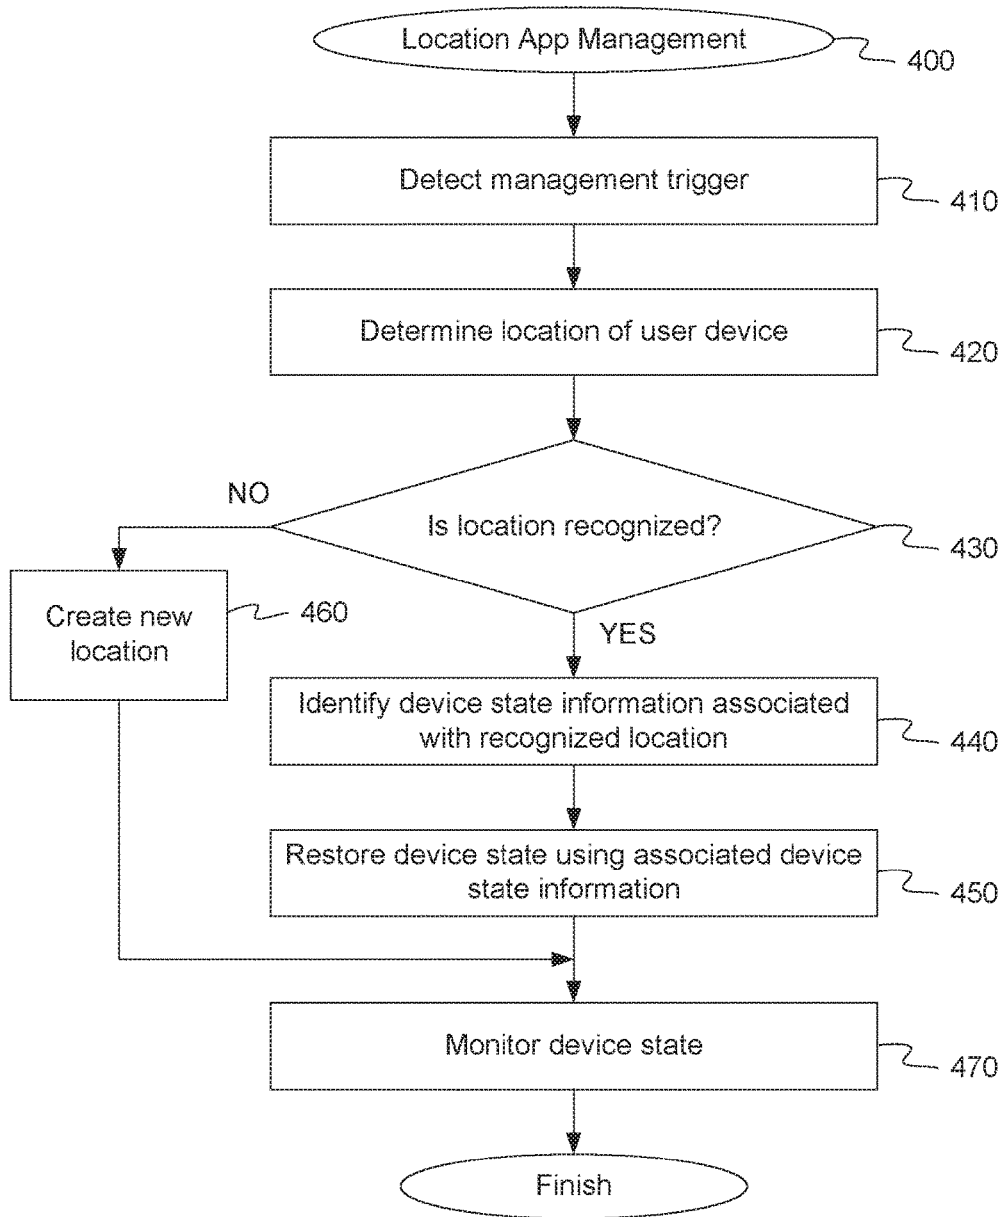 Location App Management
400
Detect management trigger
410
Determine location of user device
420
NO
Is location recognized?
430
Create new
location
460
YES
Identify device state information associated
with recognized location
440
Restore device state using associated device
state information
450
Monitor device state
470
Finish